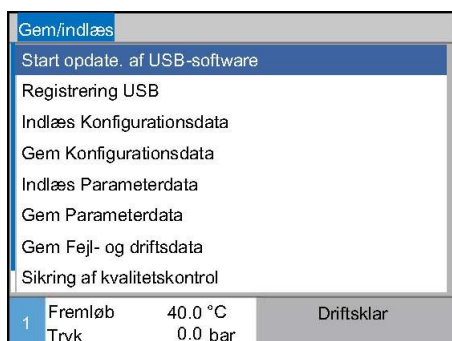 Gem/indlæs
Start opdate. af USB-software
Registrering USB
Indlæs Konfigurationsdata
Gem Konfigurationsdata
Indlæs Parameterdata
Gem Parameterdata
Gem Fejl- og driftsdata
Sikring af kvalitetskontrol
1 Fremløb 40.0 °C Driftsklar
Tryk 0.0 bar